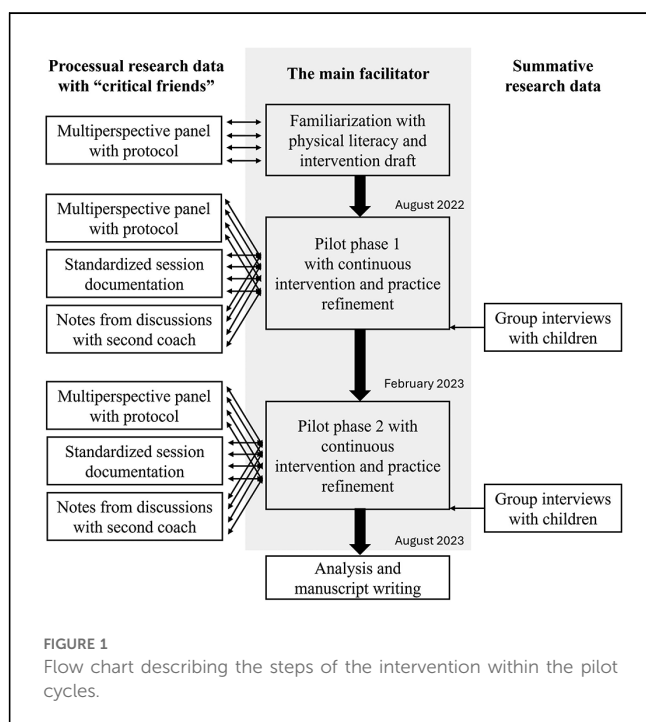 Processual research data
with “critical friends”
The main facilitator
Summative
research data
Multiperspective panel
with protocol
Familiarization with
physical literacy and
intervention draft
August 2022
Multiperspective panel
with protocol
Standardized session
documentation
Notes from discussions
with second coach
Pilot phase 1
with continuous
intervention and practice
refinement
Group interviews
with children
February 2023
Multiperspective panel
with protocol
Standardized session
documentation
Notes from discussions
with second coach
Pilot phase 2 with
continuous
intervention and practice
refinement
Group interviews
with children
August 2023
Analysis and
manuscript writing
FIGURE 1
Flow chart describing the steps of the intervention within the pilot
cycles.